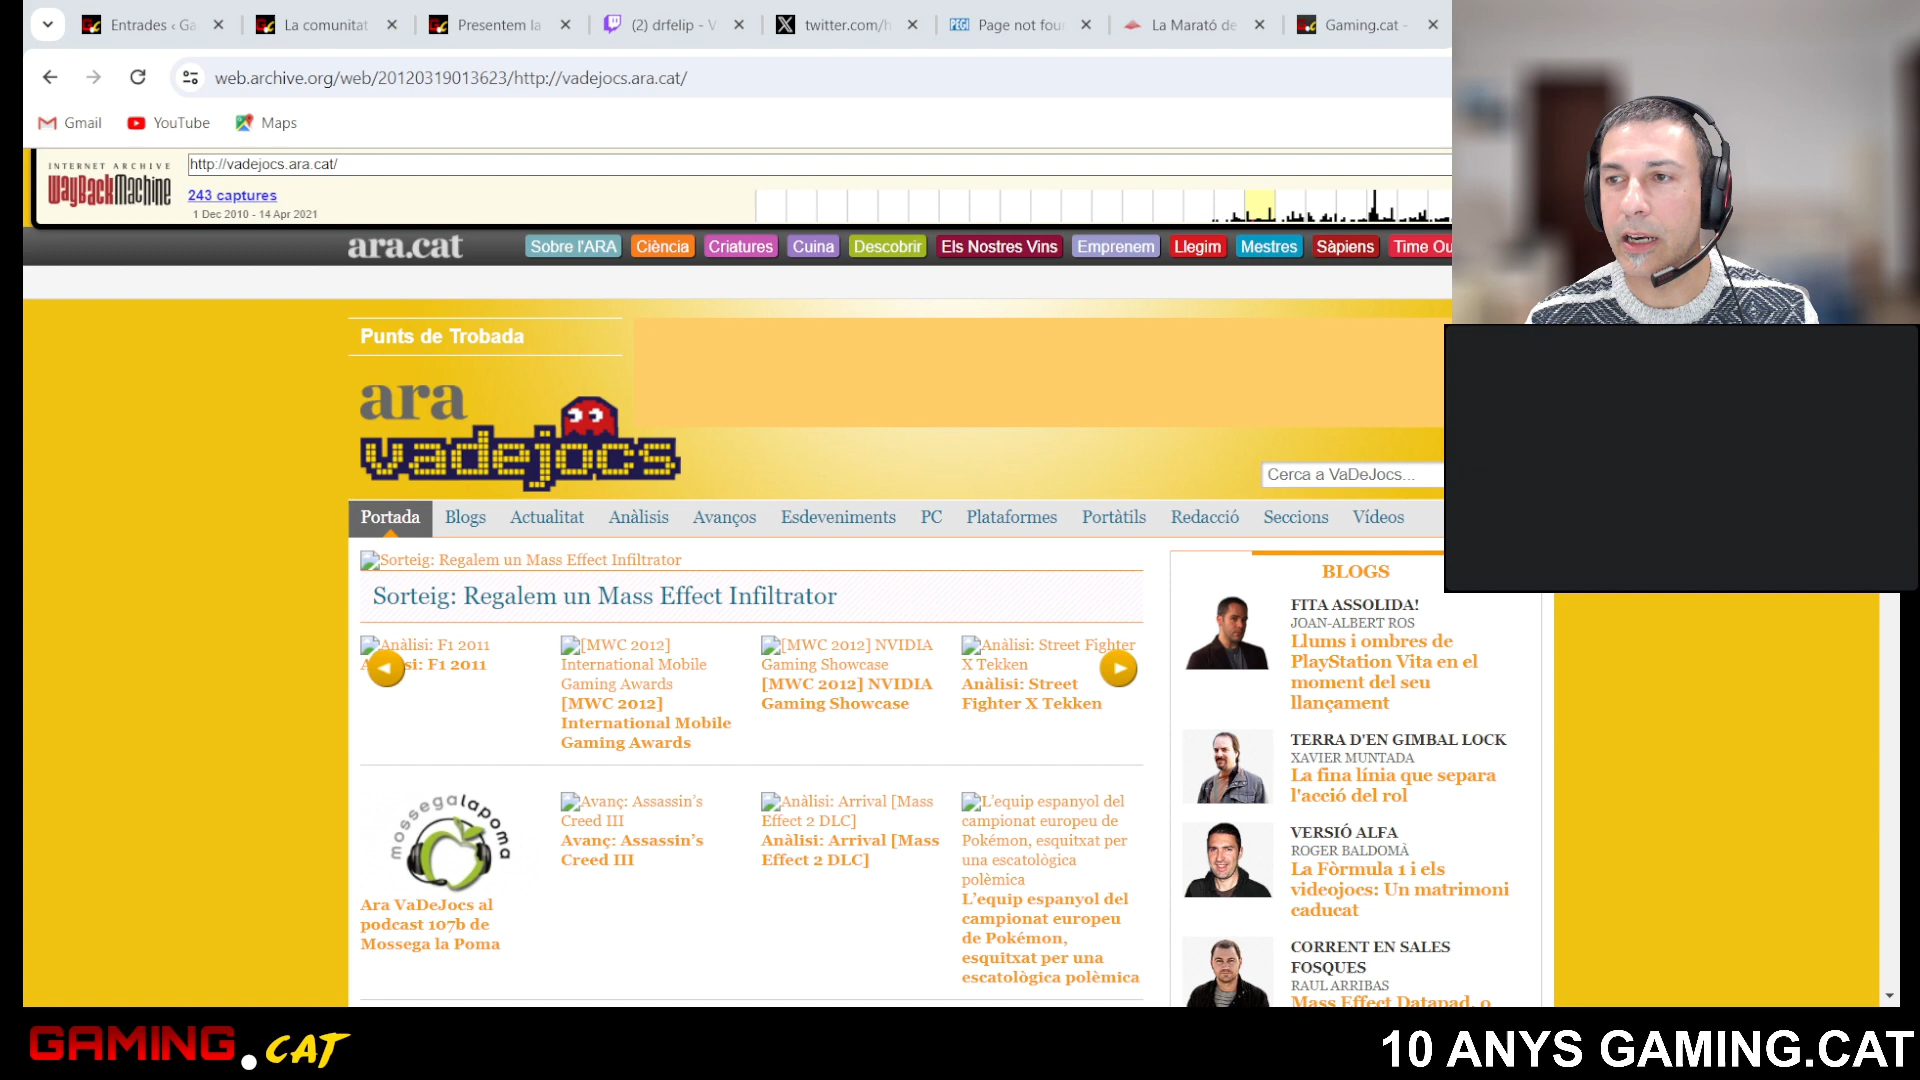 Entrades ‹ Ga
La comunitat
Presentem la
(2) drfelip - V
twitter.com/h
PEGI
Page not fou
La Marató de
Gaming.cat -
web.archive.org/web/20120319013623/http://vadejocs.ara.cat/
Gmail
YouTube
Maps
INTERNET ARCHIVE
WayBackMachine
http://vadejocs.ara.cat/
243 captures
1 Dec 2010 - 14 Apr 2021
ara.cat
Sobre l'ARA
Ciència
Criatures
Cuina
Descobrir
Els Nostres Vins
Emprenem
Llegim
Mestres
Sàpiens
Time Ou
Punts de Trobada
ara
vadejocs
Cerca a VaDeJocs...
Portada
Blogs
Actualitat
Anàlisis
Avanços
Esdeveniments
PC
Plataformes
Portàtils
Redacció
Seccions
Vídeos
Sorteig: Regalem un Mass Effect Infiltrator
Sorteig: Regalem un Mass Effect Infiltrator
Anàlisi: F1 2011
si: F1 2011
[MWC 2012]
International Mobile
Gaming Awards
[MWC 2012]
International Mobile
Gaming Awards
[MWC 2012] NVIDIA
Gaming Showcase
[MWC 2012] NVIDIA
Gaming Showcase
Anàlisi: Street Fighter
X Tekken
Anàlisi: Street
Fighter X Tekken
mossegalapoma
Ara VaDeJocs al
podcast 107b de
Mossega la Poma
Avanç: Assassin's
Creed III
Avanç: Assassin's
Creed III
Anàlisi: Arrival [Mass
Effect 2 DLC]
Anàlisi: Arrival [Mass
Effect 2 DLC]
L'equip espanyol del
campionat europeu de
Pokémon, esquitxat per
una escatològica
polèmica
L'equip espanyol del
campionat europeu
de Pokémon,
esquitxat per una
escatològica polèmica
BLOGS
FITA ASSOLIDA!
JOAN-ALBERT ROS
Llums i ombres de
PlayStation Vita en el
moment del seu
llançament
TERRA D'EN GIMBAL LOCK
XAVIER MUNTADA
La fina línia que separa
l'acció del rol
VERSIÓ ALFA
ROGER BALDOMÀ
La Fòrmula 1 i els
videojocs: Un matrimoni
caducat
CORRENT EN SALES
FOSQUES
RAUL ARRIBAS
Mass Effect Datapad, o
GAMING.CAT
10 ANYS GAMING.CAT